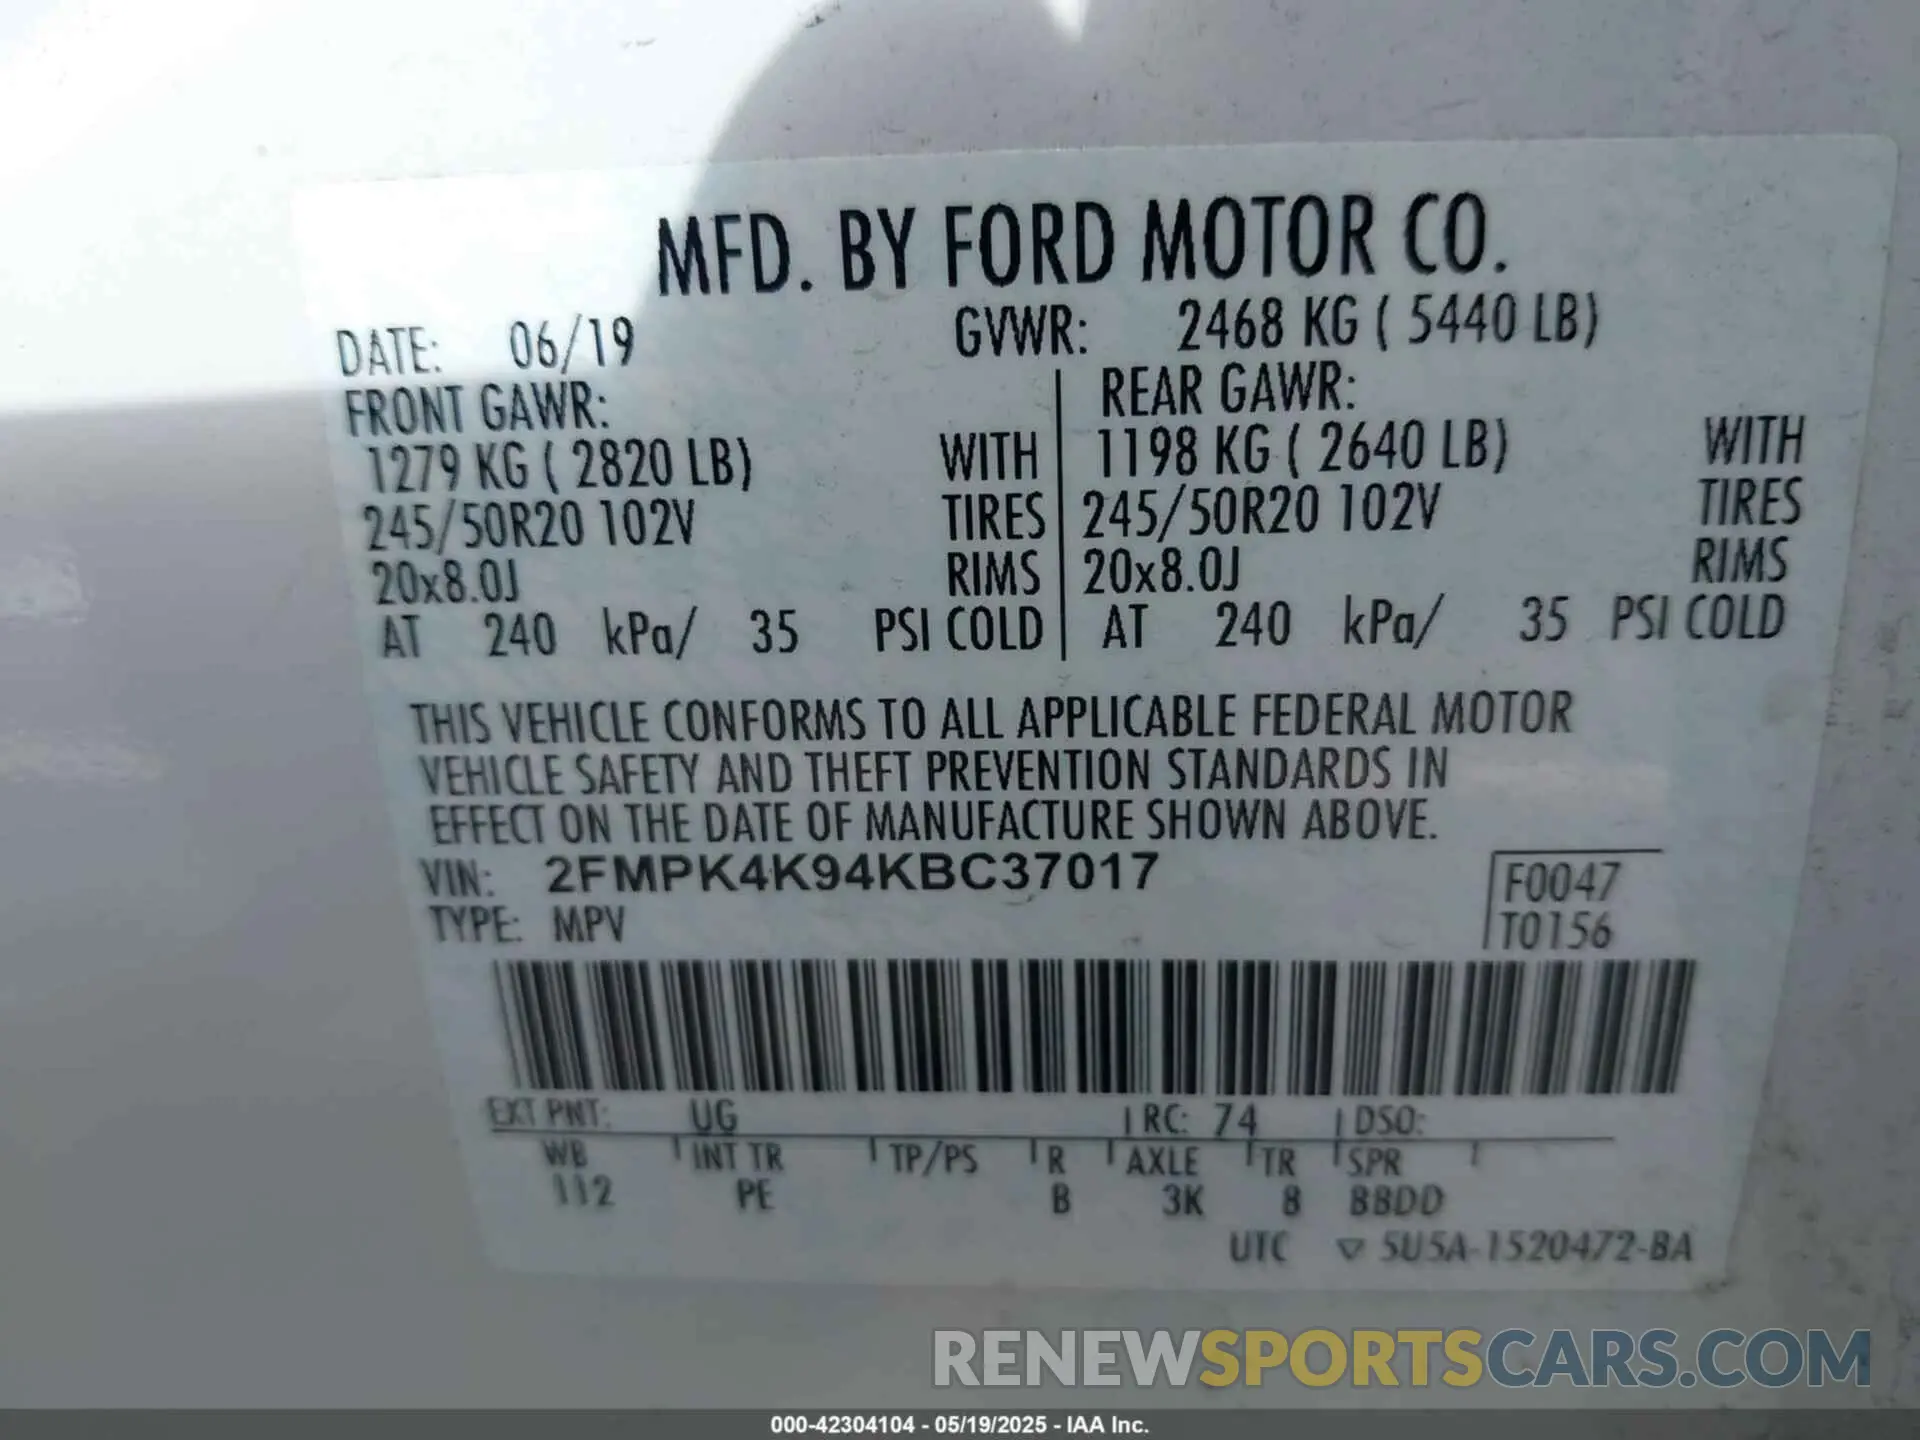 MFD. BY FORD MOTOR CO.
DATE: 06/19 GVWR: 2468 KG ( 5440 LB)
FRONT GAWR: REAR GAWR:
1279 KG ( 2820 LB) WITH 1198 KG ( 2640 LB) WITH
245/50R20 102V TIRES 245/50R20 102V TIRES
20x8.0J RIMS 20x8.0J RIMS
AT 240 kPa/ 35 PSI COLD AT 240 kPa/ 35 PSI COLD
THIS VEHICLE CONFORMS TO ALL APPLICABLE FEDERAL MOTOR
VEHICLE SAFETY AND THEFT PREVENTION STANDARDS IN
EFFECT ON THE DATE OF MANUFACTURE SHOWN ABOVE.
VIN: 2FMPK4K94KBC37017 F0047
TYPE: MPV T0156
EXT PNT: UG RC: 74 DSO:
WB INT TR TP/PS R AXLE TR SPR
112 PE B 3K 8 BBDD
UTC ▽ 5U5A-1520472-BA
RENEWSPORTSCARS.COM
000-42304104 - 05/19/2025 - IAA Inc.